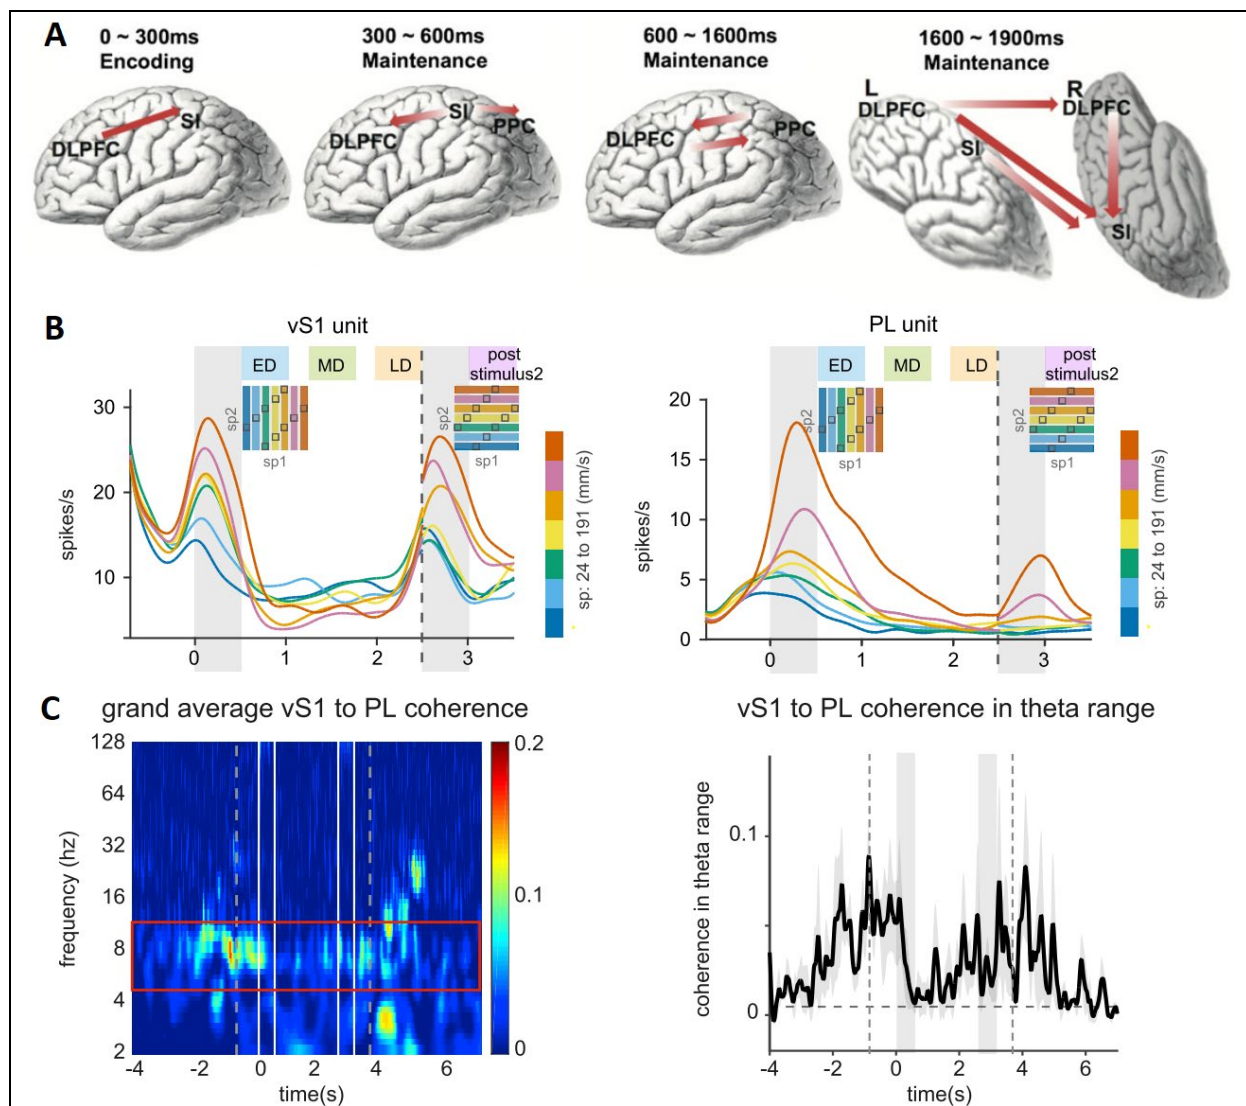 A
0 ~ 300ms
Encoding
300 ~ 600ms
Maintenance
600 ~ 1600ms
Maintenance
1600 ~ 1900ms
Maintenance
DLPFC
SI
DLPFC
SI
PPC
DLPFC
PPC
L
DLPFC
SI
R
DLPFC
SI
B
vS1 unit
ED
MD
LD
post
stimulus2
sp2
sp1
sp2
sp1
30
20
10
spikes/s
0
1
2
3
sp: 24 to 191 (mm/s)
PL unit
ED
MD
LD
post
stimulus2
sp2
sp1
sp2
sp1
20
15
10
5
0
spikes/s
0
1
2
3
sp: 24 to 191 (mm/s)
C
grand average vS1 to PL coherence
128
64
32
16
8
4
2
frequency (hz)
-4
-2
0
2
4
6
time(s)
0.2
0.1
0
vS1 to PL coherence in theta range
0.1
0
coherence in theta range
-4
-2
0
2
4
6
time(s)